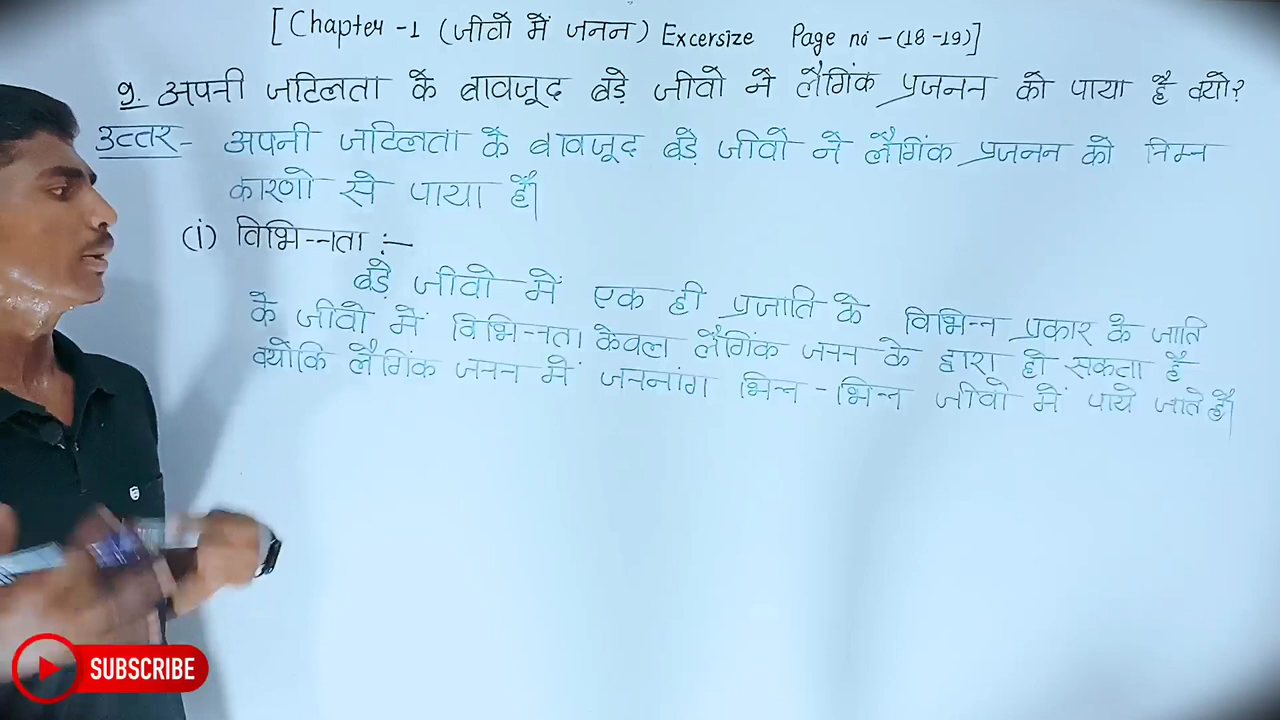 [Chapter -1 (जीवो में जनन) Excersize Page no - (18 -19)]
9. अपनी जटिलता के बावजूद बड़े जीवो ने लैगिंक प्रजनन को पाया है क्यो?
उत्तर- अपनी जटिलता के बावजूद बड़े जीवो ने लैगिंक प्रजनन को निम्न
कारणो से पाया है।
(i) विभिन्नता :-
बड़े जीवो में एक ही प्रजाति के विभिन्न प्रकार के जाति
के जीवो में विभिन्नता केवल लैगिंक जनन के द्वारा हो सकता है
क्योकि लैगिंक जनन में जननांग भिन्न - भिन्न जीवो में पाये जाते है।
SUBSCRIBE